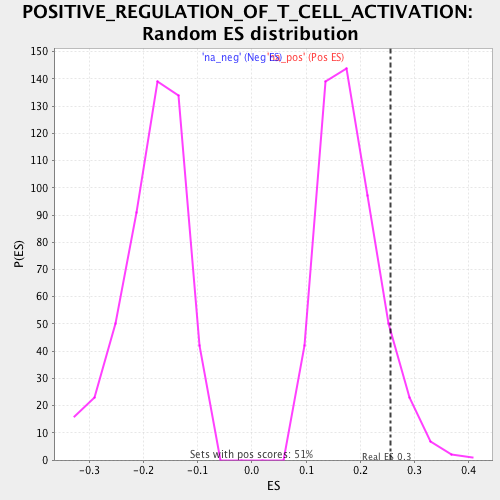 POSITIVE_REGULATION_OF_T_CELL_ACTIVATION:
Random ES distribution
'na_neg' (Neg ES) 'na_pos' (Pos ES)
150
140
130
120
110
100
90
80
70
60
50
40
30
20
10
0
P(ES)
Sets with pos scores: 51%
Real ES 0.3
-0.3 -0.2 -0.1 0.0 0.1 0.2 0.3 0.4
ES